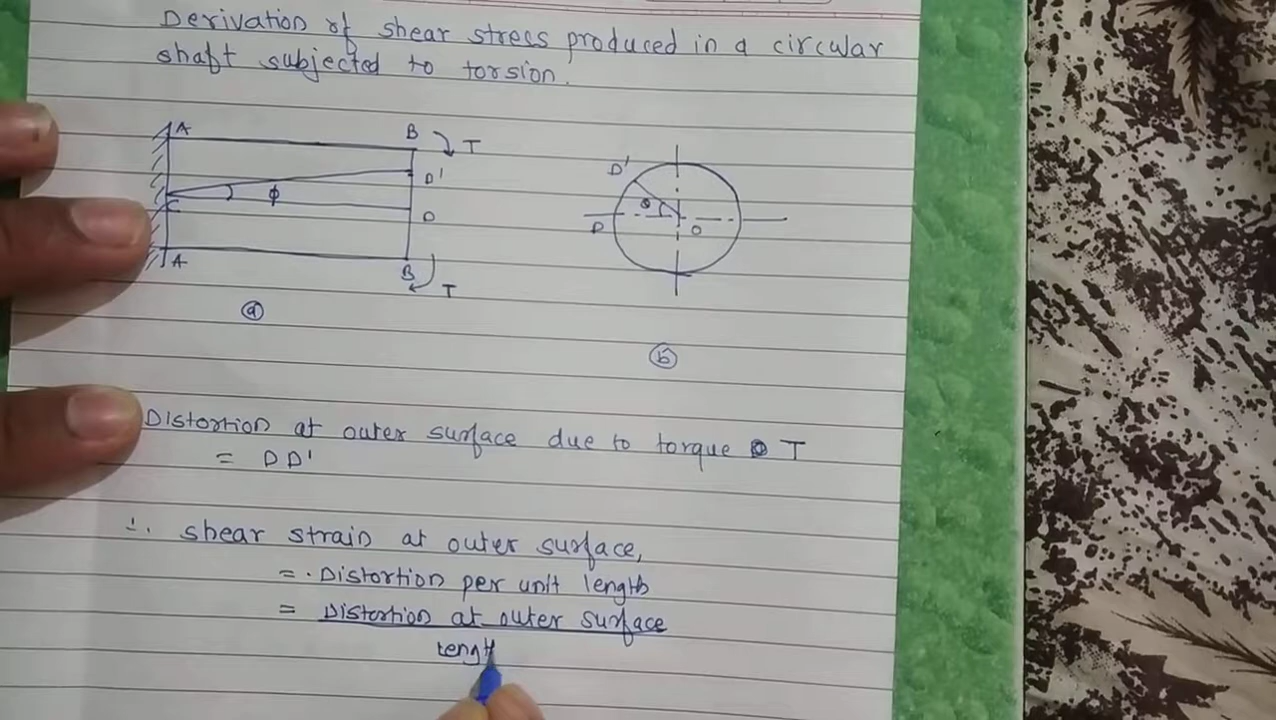 Derivation of shear stress produced in a circular
shaft subjected to torsion.
A
B
T
D'
ϕ
D
C
A
B
T
ⓐ
D'
θ
D
O
ⓑ
Distortion at outer surface due to torque T
= DD'
∴ shear strain at outer surface,
= Distortion per unit length
= Distortion at outer surface
Lengt